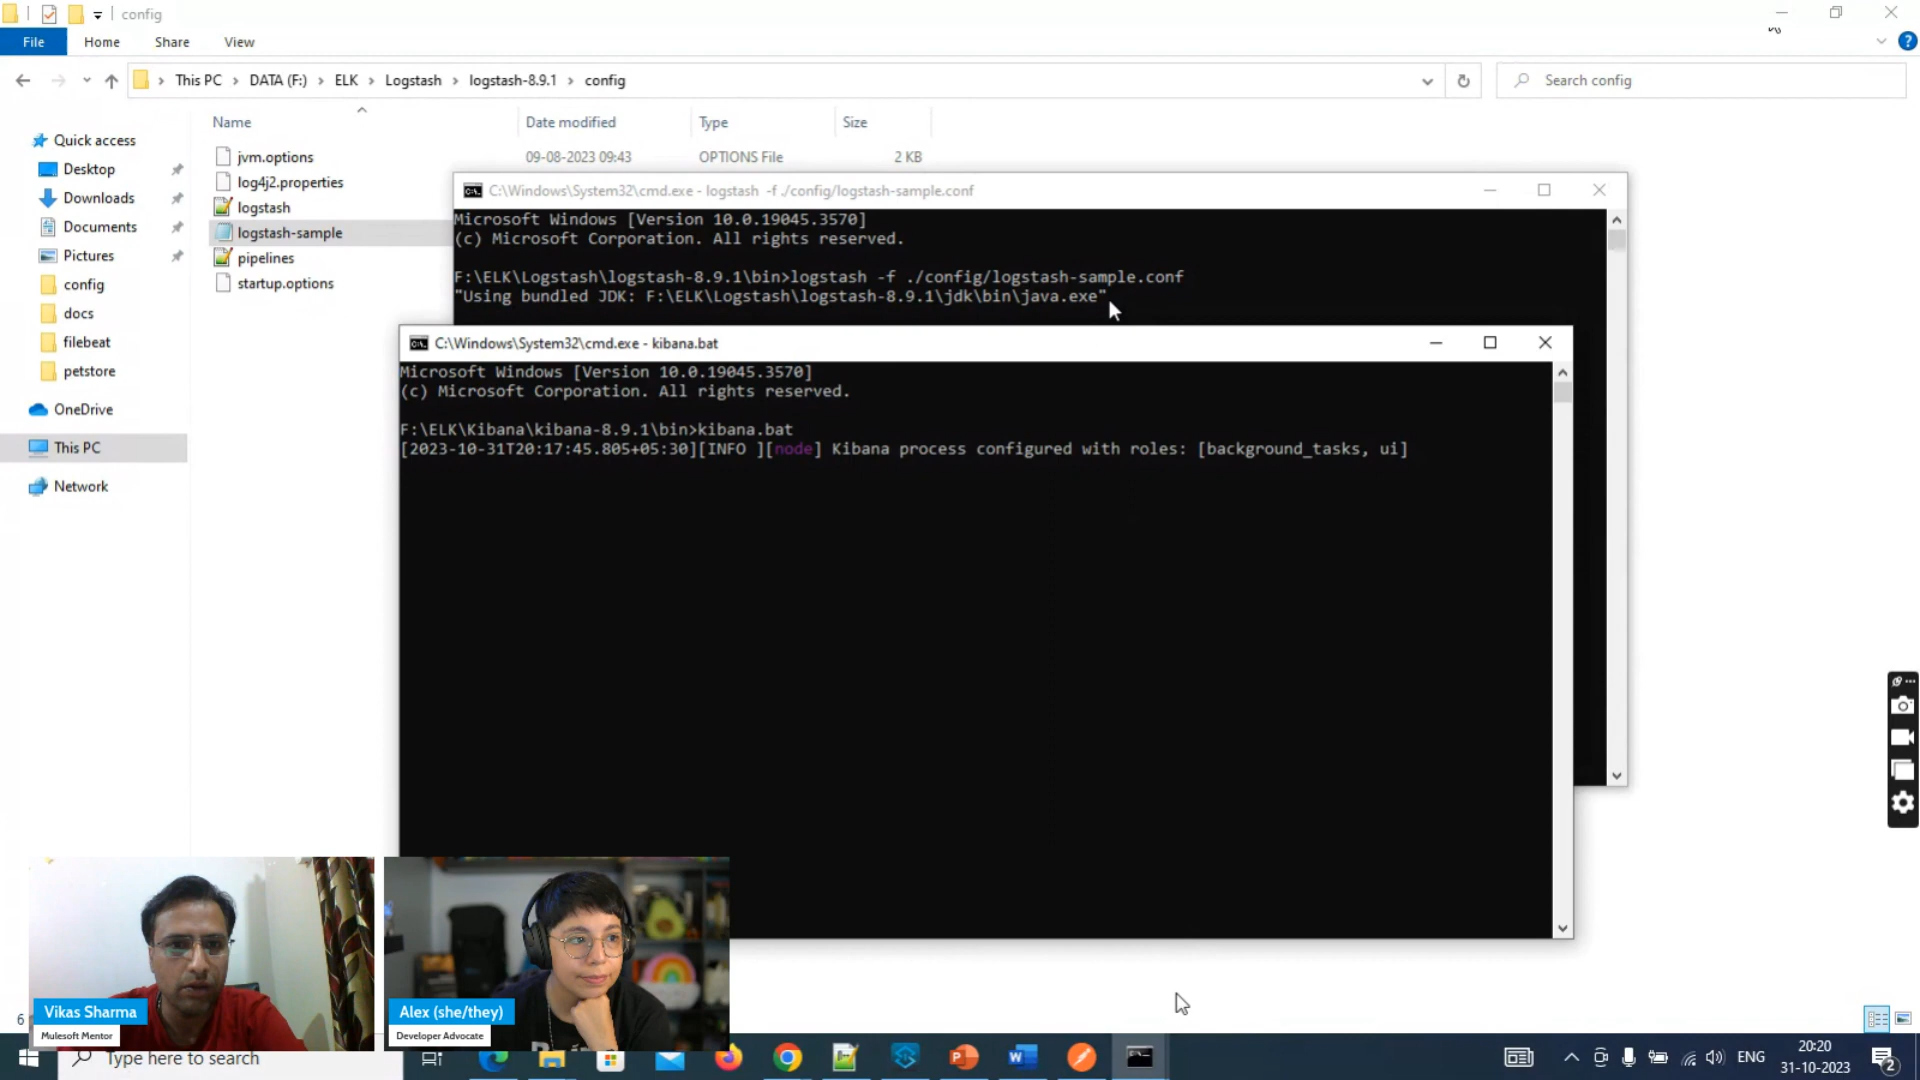 config
File
Home
Share
View
This PC
DATA (F:)
ELK
Logstash
logstash-8.9.1
config
Search config
Name
Date modified
Type
Size
Quick access
Desktop
Downloads
Documents
Pictures
config
docs
filebeat
petstore
OneDrive
This PC
Network
jvm.options
09-08-2023 09:43
OPTIONS File
2 KB
log4j2.properties
logstash
logstash-sample
pipelines
startup.options
C:\Windows\System32\cmd.exe - logstash -f ./config/logstash-sample.conf
Microsoft Windows [Version 10.0.19045.3570]
(c) Microsoft Corporation. All rights reserved.
F:\ELK\Logstash\logstash-8.9.1\bin>logstash -f ./config/logstash-sample.conf
"Using bundled JDK: F:\ELK\Logstash\logstash-8.9.1\jdk\bin\java.exe"
C:\Windows\System32\cmd.exe - kibana.bat
Microsoft Windows [Version 10.0.19045.3570]
(c) Microsoft Corporation. All rights reserved.
F:\ELK\Kibana\kibana-8.9.1\bin>kibana.bat
[2023-10-31T20:17:45.805+05:30][INFO ][node] Kibana process configured with roles: [background_tasks, ui]
6
Vikas Sharma
Mulesoft Mentor
Alex (she/they)
Developer Advocate
Type here to search
ENG
20:20
31-10-2023
2